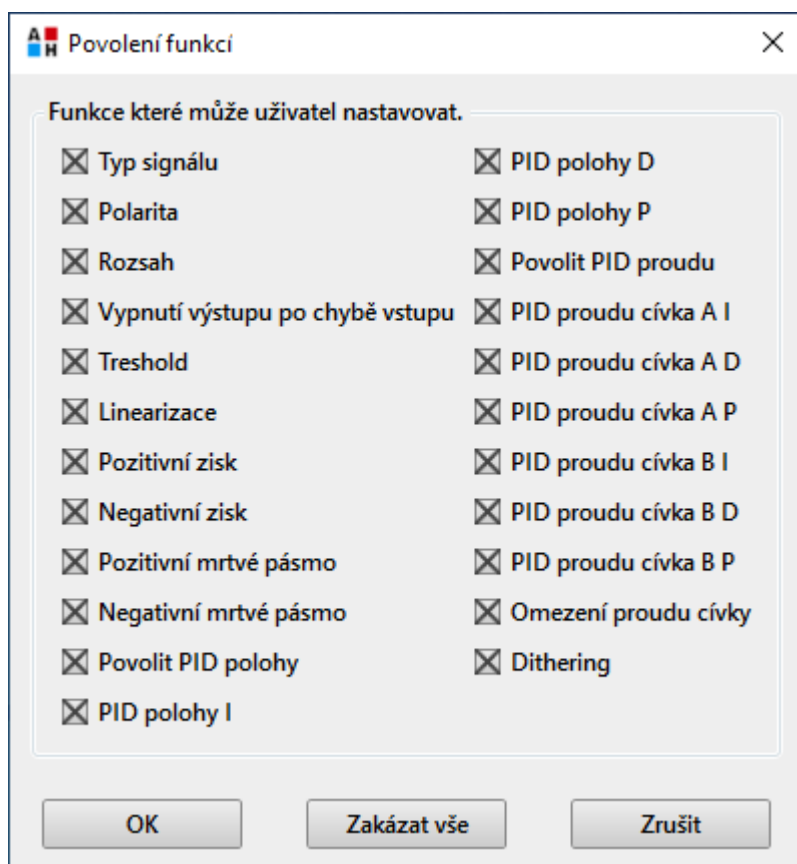 A H Povolení funkcí
Funkce které může uživatel nastavovat.
Typ signálu
Polarita
Rozsah
Vypnutí výstupu po chybě vstupu
Treshold
Linearizace
Pozitivní zisk
Negativní zisk
Pozitivní mrtvé pásmo
Negativní mrtvé pásmo
Povolit PID polohy
PID polohy I
PID polohy D
PID polohy P
Povolit PID proudu
PID proudu cívka A I
PID proudu cívka A D
PID proudu cívka A P
PID proudu cívka B I
PID proudu cívka B D
PID proudu cívka B P
Omezení proudu cívky
Dithering
OK Zakázat vše Zrušit